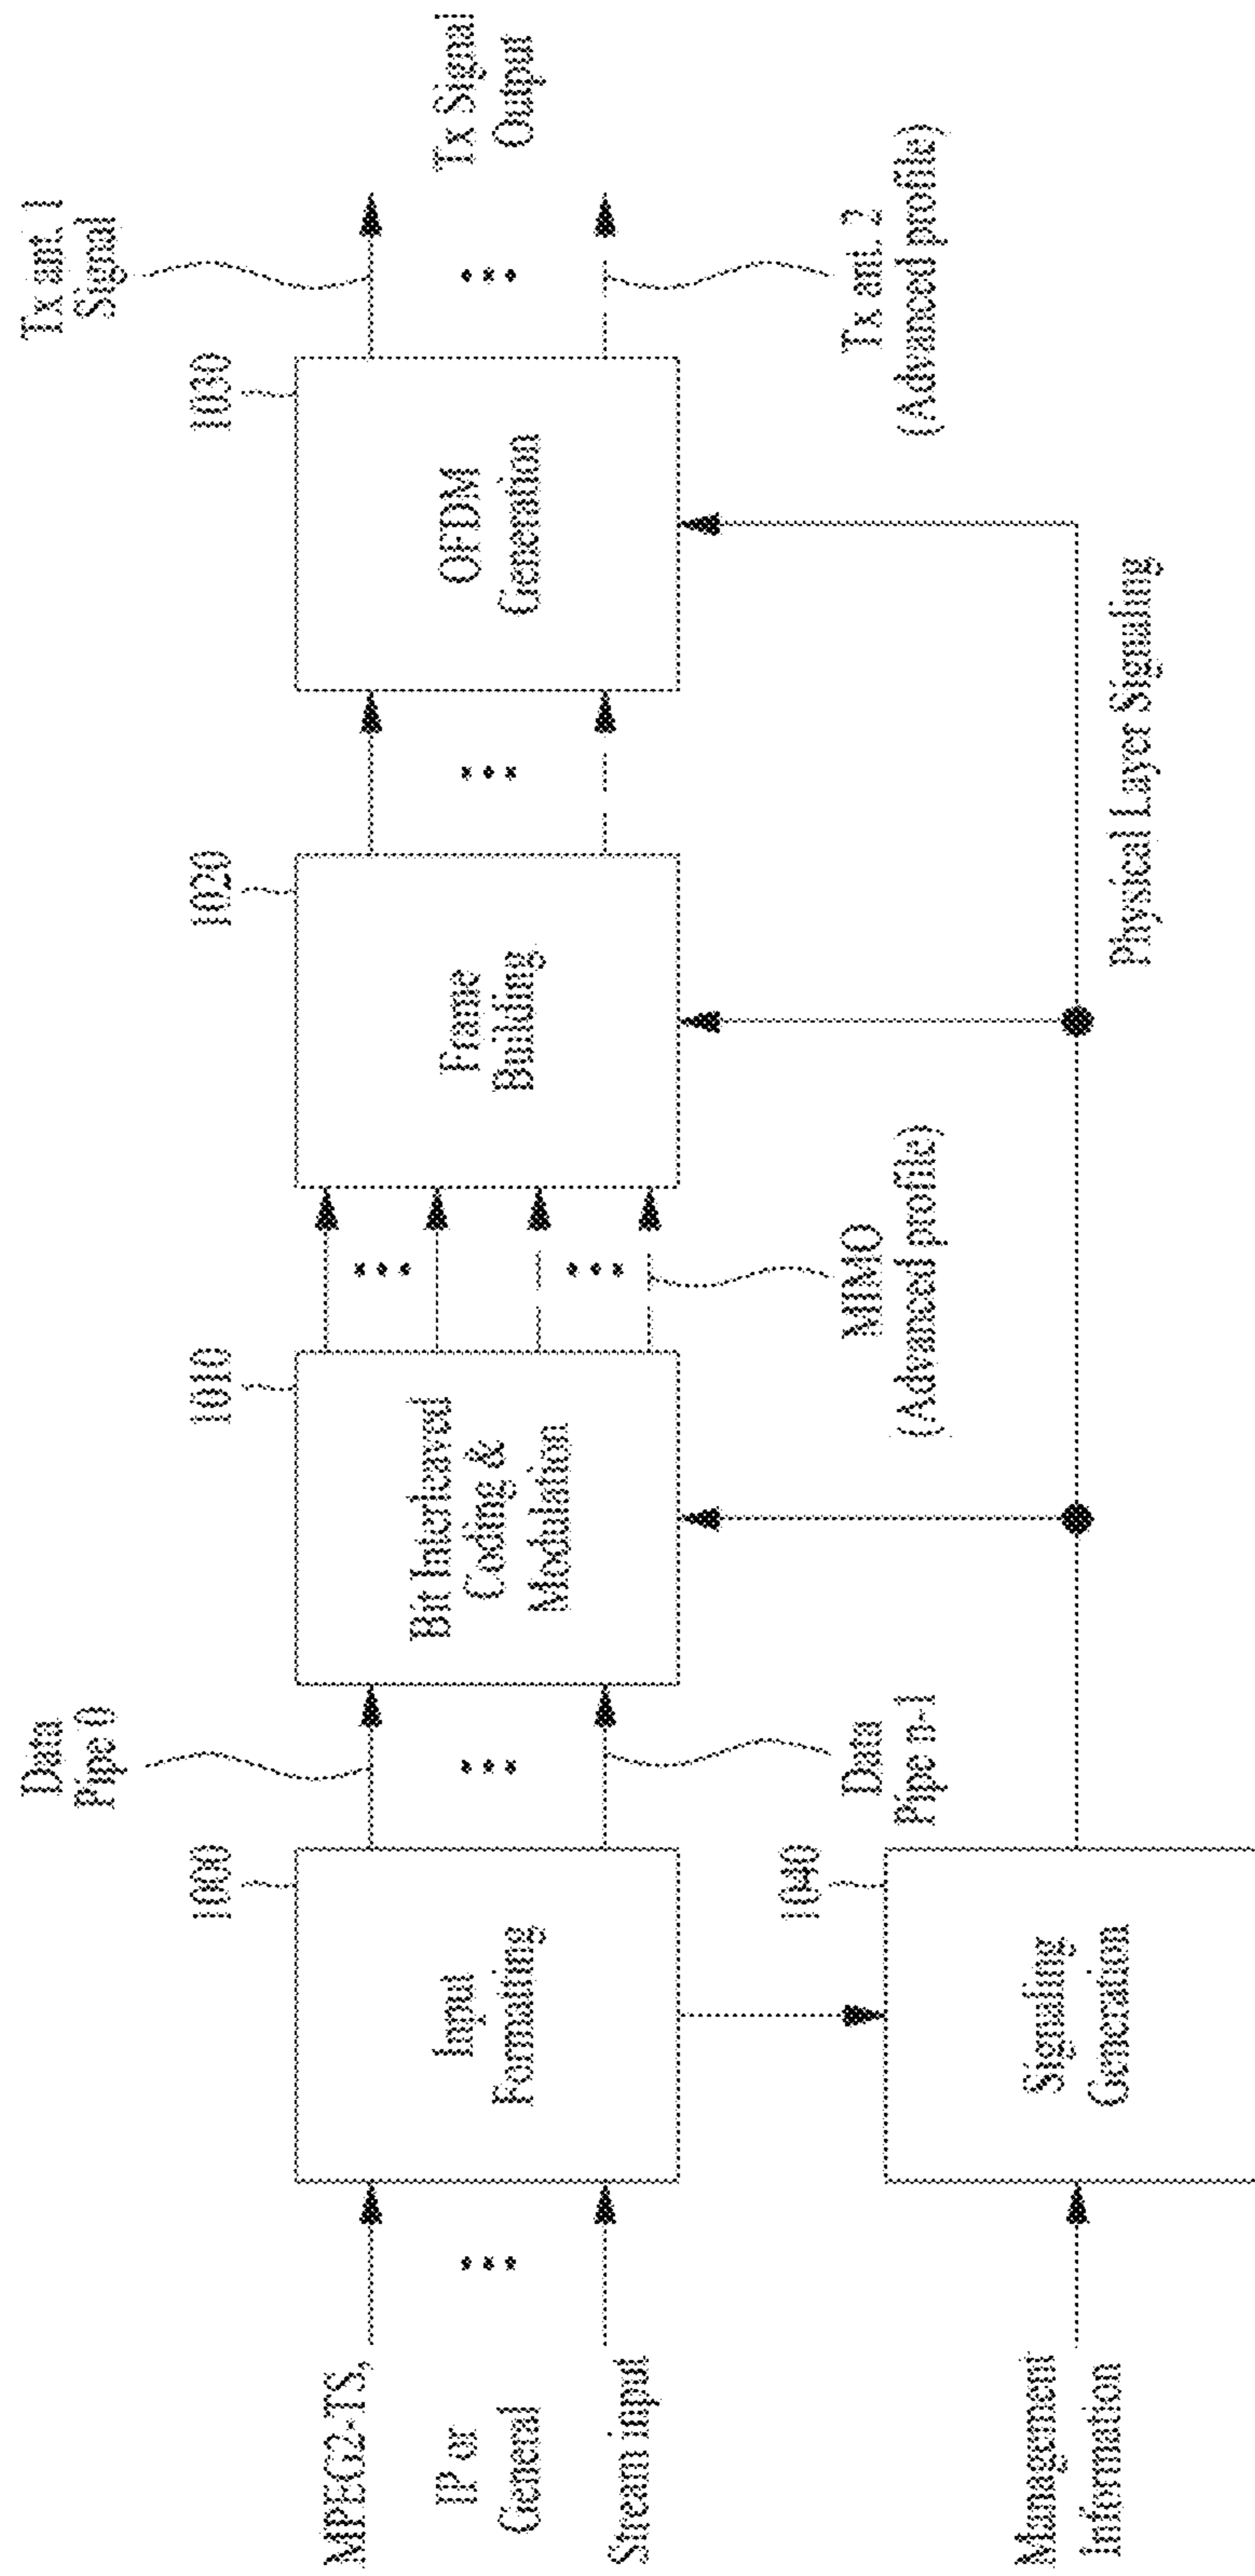 MPEG2-TS,
IP or
General
Stream input
Management
Information
1000
Input
Formating
1040
Signaling
Generation
Data
Pipe 0
Data
Pipe n-1
1010
Bit Interleaved
Coding &
Modulation
MIMO
(Advanced profile)
1020
Frame
Building
Physical Layer Signaling
1030
OFDM
Generation
Tx ant. 1
Signal
Tx ant. 2
(Advanced profile)
Tx Signal
Output